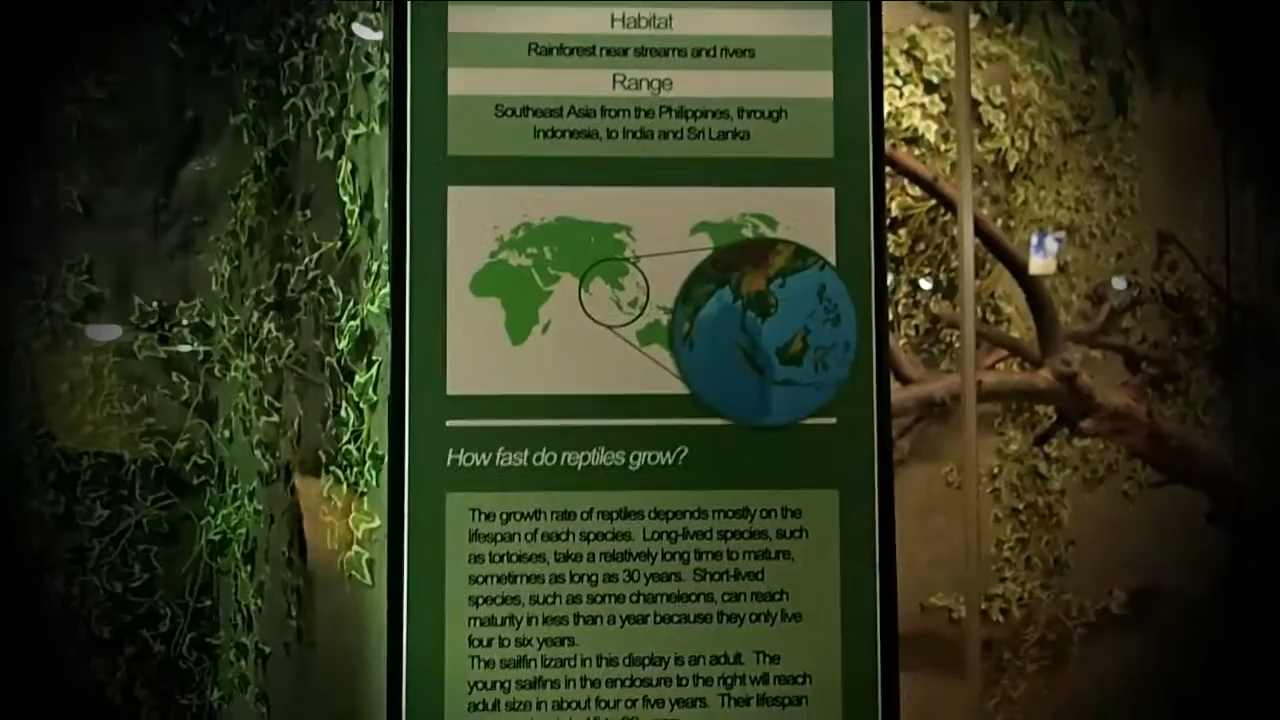 Habitat
Rainforest near streams and rivers
Range
Southeast Asia from the Philippines, through
Indonesia, to India and Sri Lanka
How fast do reptiles grow?
The growth rate of reptiles depends mostly on the
lifespan of each species. Long-lived species, such
as tortoises, take a relatively long time to mature,
sometimes as long as 30 years. Short-lived
species, such as some chameleons, can reach
maturity in less than a year because they only live
four to six years.
The sailfin lizard in this display is an adult. The
young sailfins in the enclosure to the right will reach
adult size in about four or five years. Their lifespan